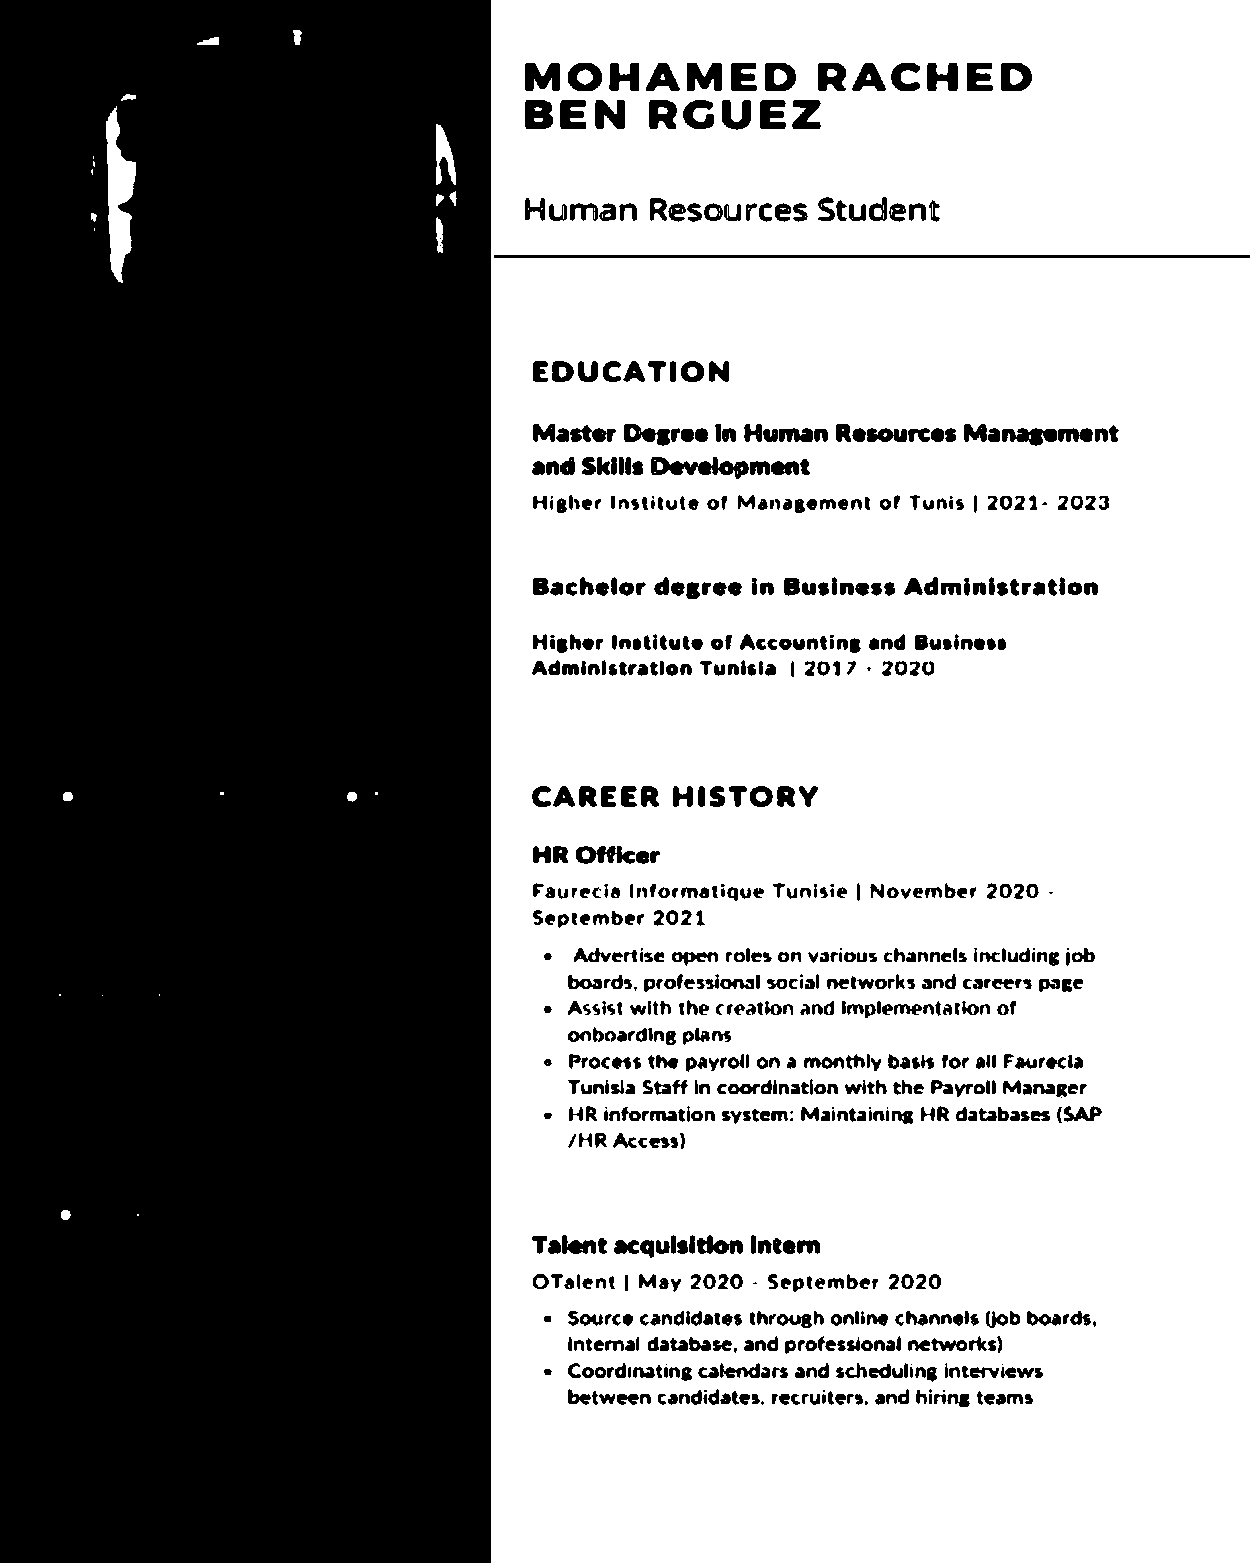 MOHAMED RACHED
BEN RGUEZ
Human Resources Student
EDUCATION
Master Degree in Human Resources Management
and Skills Development
Higher Institute of Management of Tunis | 2021- 2023
Bachelor degree in Business Administration
Higher Institute of Accounting and Business
Administration Tunisia | 2017 - 2020
CAREER HISTORY
HR Officer
Faurecia Informatique Tunisie | November 2020 -
September 2021
• Advertise open roles on various channels including job
boards, professional social networks and careers page
• Assist with the creation and implementation of
onboarding plans
• Process the payroll on a monthly basis for all Faurecia
Tunisia Staff in coordination with the Payroll Manager
• HR information system: Maintaining HR databases (SAP
/HR Access)
Talent acquisition Intern
OTalent | May 2020 - September 2020
• Source candidates through online channels (job boards,
internal database, and professional networks)
• Coordinating calendars and scheduling interviews
between candidates, recruiters, and hiring teams